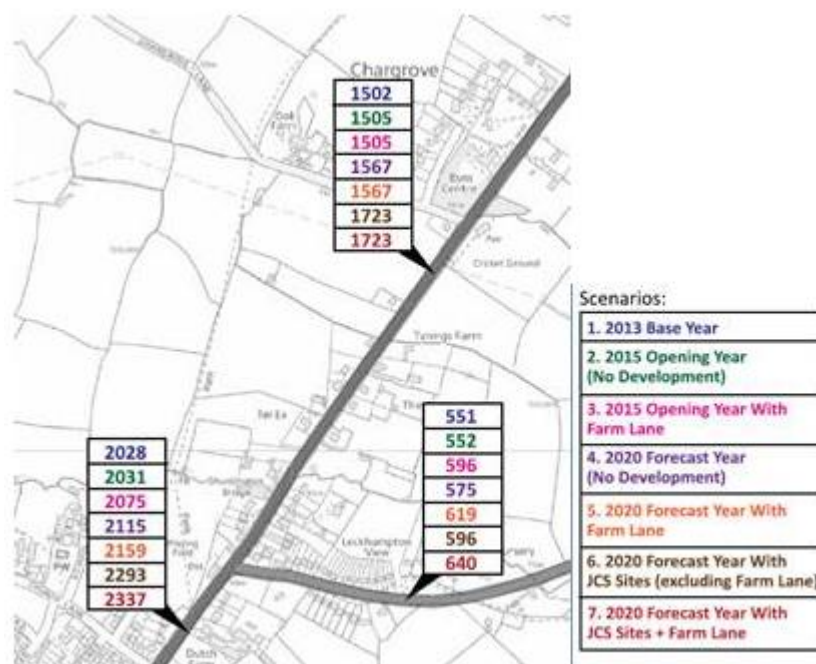 Chargrove
1502
1505
1505
1567
1567
1723
1723
Oak
Farm
Cricket Ground
551
552
596
575
619
596
640
2028
2031
2075
2115
2159
2293
2337
Leckhampton
View
PW
Dutch
Scenarios:
1. 2013 Base Year
2. 2015 Opening Year
(No Development)
3. 2015 Opening Year With
Farm Lane
4. 2020 Forecast Year
(No Development)
5. 2020 Forecast Year With
Farm Lane
6. 2020 Forecast Year With
JCS Sites (excluding Farm Lane)
7. 2020 Forecast Year With
JCS Sites + Farm Lane